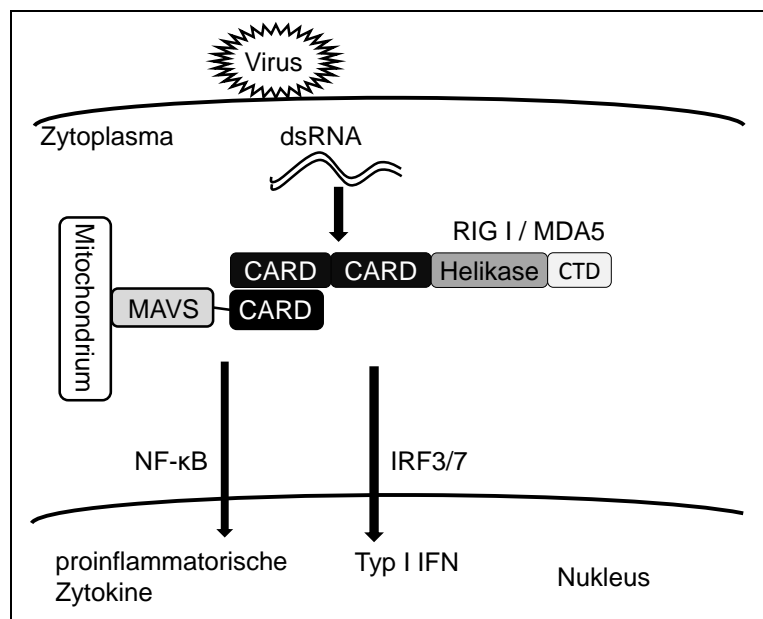 Virus
Zytoplasma
dsRNA
RIG I / MDA5
CARD CARD Helikase CTD
Mitochondrium
MAVS CARD
NF-κB
IRF3/7
proinflammatorische
Zytokine
Typ I IFN
Nukleus